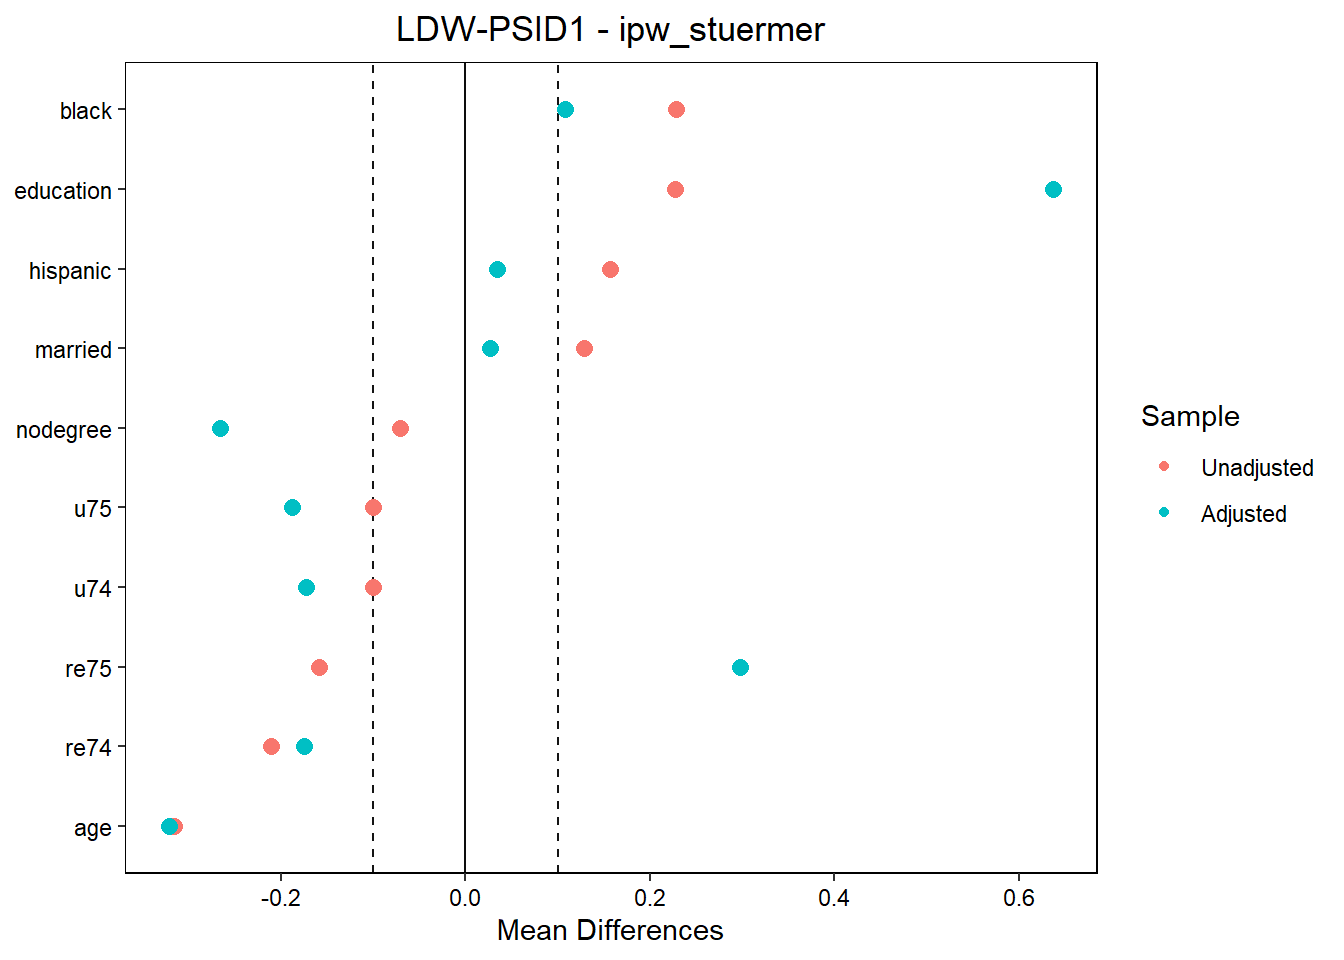 LDW-PSID1 - ipw_stuermer
black
education
hispanic
married
nodegree
u75
u74
re75
re74
age
-0.2 0.0 0.2 0.4 0.6
Mean Differences
Sample
Unadjusted
Adjusted